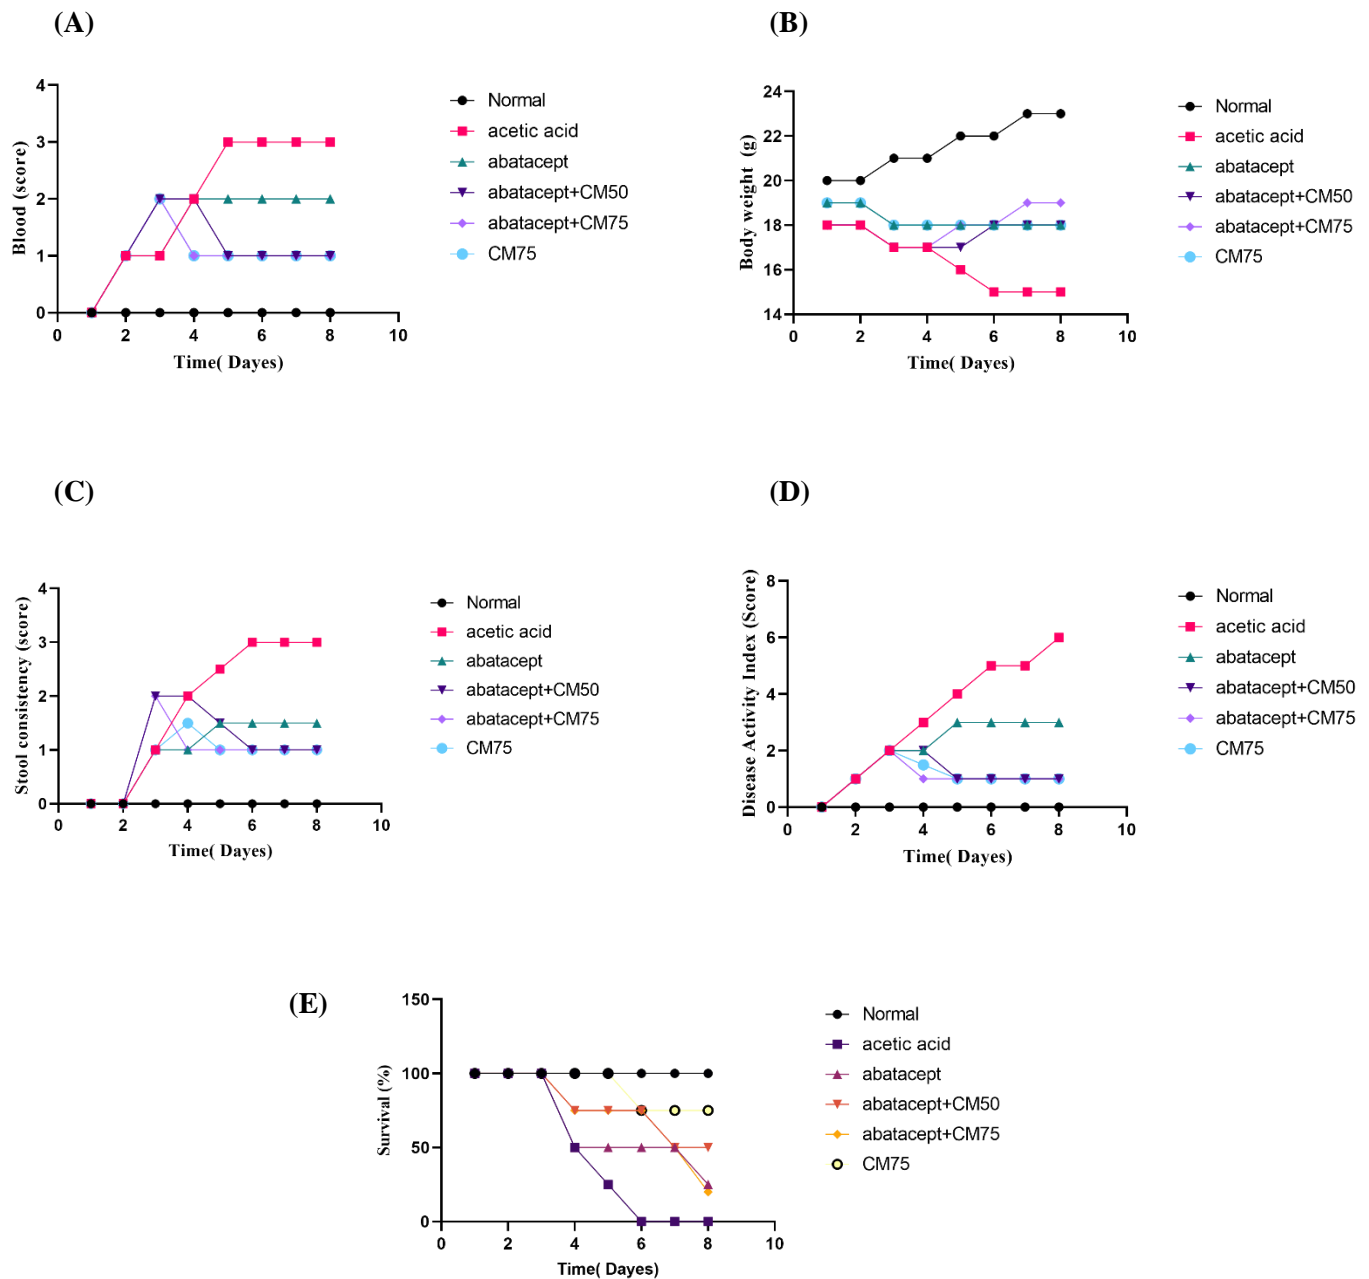 (A)
4
3
2
1
0
0 2 4 6 8 10
Blood (score)
Time( Dayes)
Normal
acetic acid
abatacept
abatacept+CM50
abatacept+CM75
CM75
(B)
24
22
20
18
16
14
0 2 4 6 8 10
Body weight (g)
Time( Dayes)
Normal
acetic acid
abatacept
abatacept+CM50
abatacept+CM75
CM75
(C)
4
3
2
1
0
0 2 4 6 8 10
Stool consistency (score)
Time( Dayes)
Normal
acetic acid
abatacept
abatacept+CM50
abatacept+CM75
CM75
(D)
8
6
4
2
0
0 2 4 6 8 10
Disease Activity Index (Score)
Time( Dayes)
Normal
acetic acid
abatacept
abatacept+CM50
abatacept+CM75
CM75
(E)
150
100
50
0
0 2 4 6 8 10
Survival (%)
Time( Dayes)
Normal
acetic acid
abatacept
abatacept+CM50
abatacept+CM75
CM75